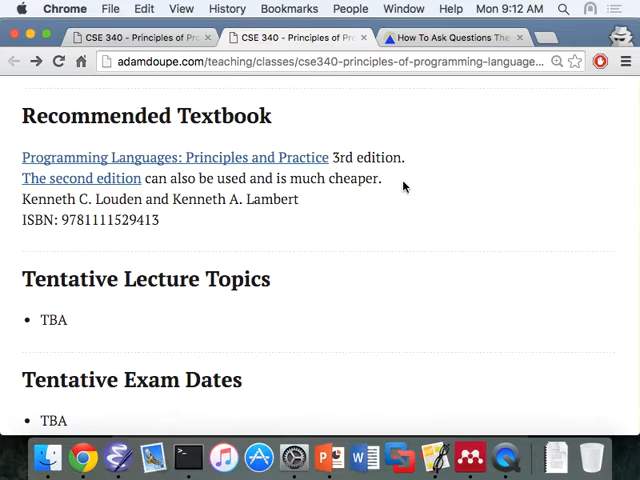 Chrome File Edit View History Bookmarks People Window Help Mon 9:12 AM
CSE 340 - Principles of Pr
CSE 340 - Principles of Pr
How To Ask Questions The
adamdoupe.com/teaching/classes/cse340-principles-of-programming-language...
Recommended Textbook
Programming Languages: Principles and Practice 3rd edition.
The second edition can also be used and is much cheaper.
Kenneth C. Louden and Kenneth A. Lambert
ISBN: 9781111529413
Tentative Lecture Topics
• TBA
Tentative Exam Dates
• TBA